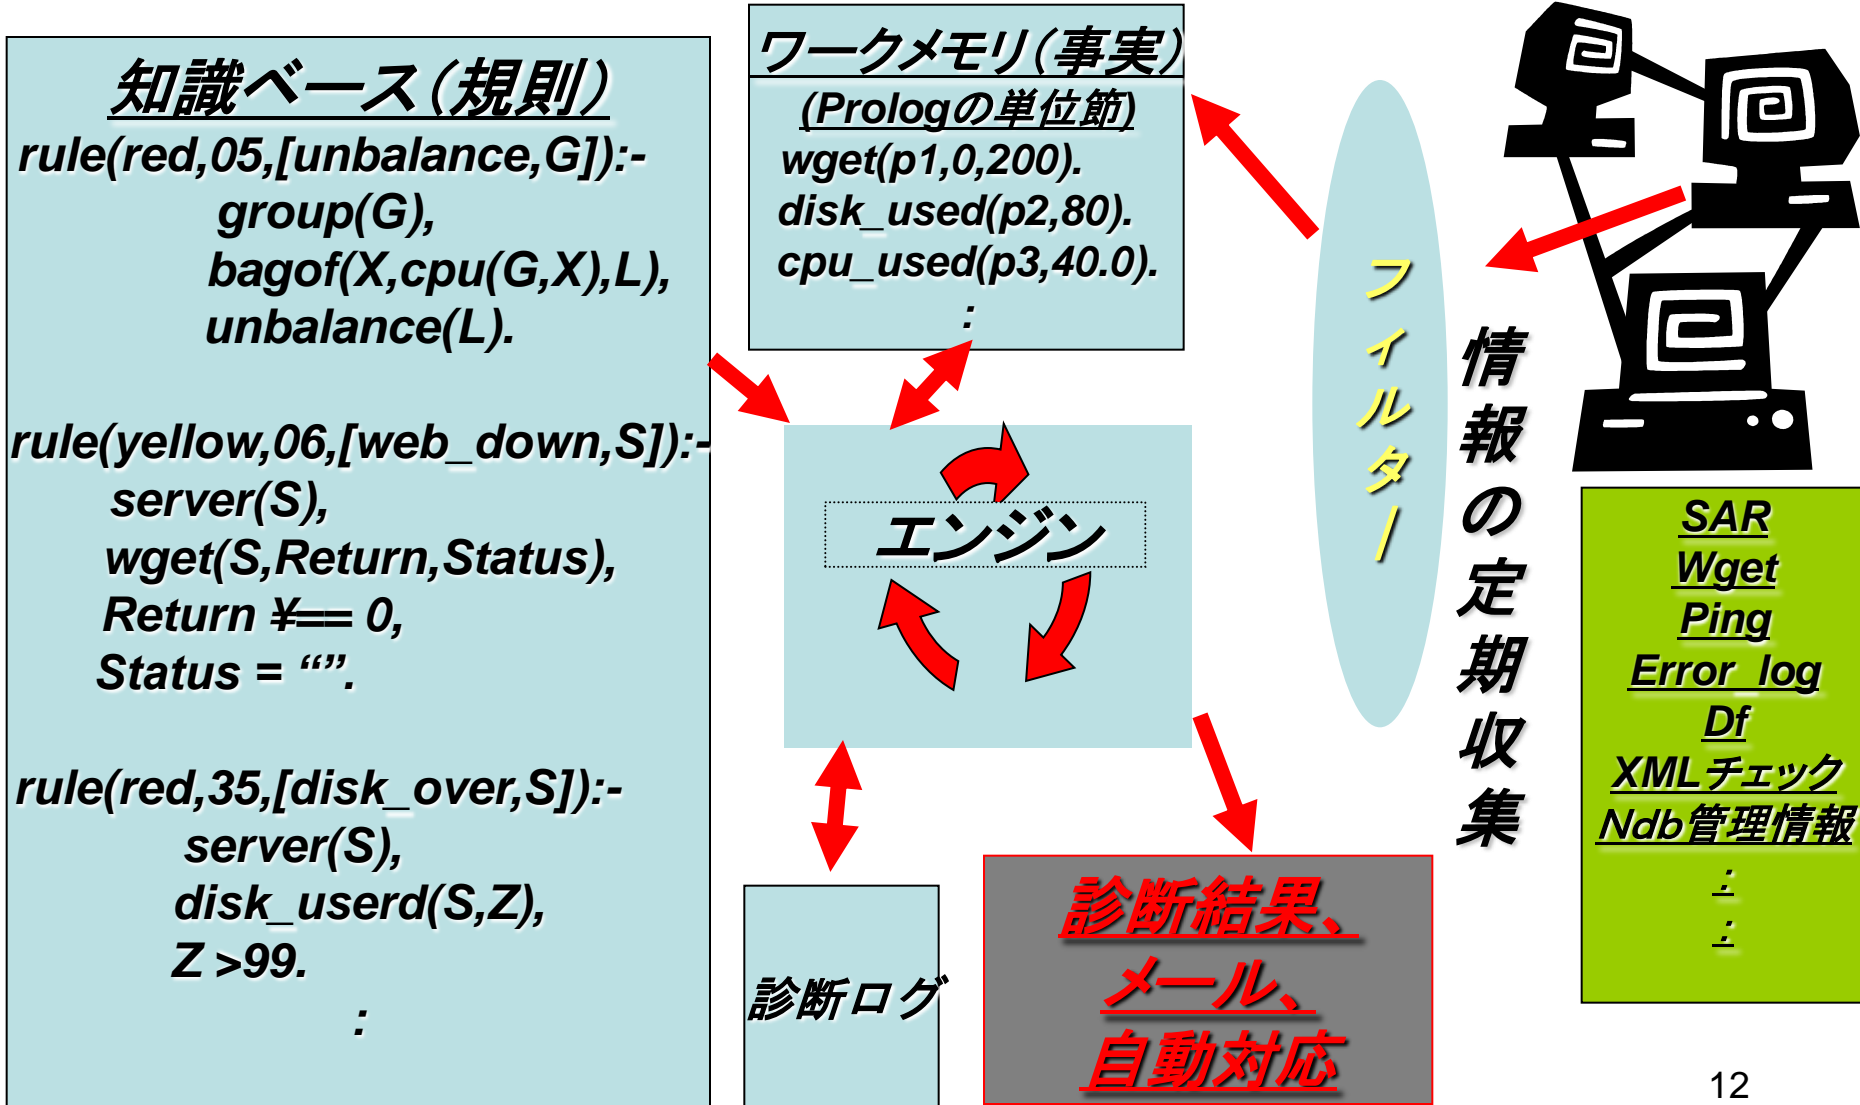 知識ベース（規則）
rule(red,05,[unbalance,G]):-
group(G),
bagof(X,cpu(G,X),L),
unbalance(L).
rule(yellow,06,[web_down,S]):-
server(S),
wget(S,Return,Status),
Return ¥== 0,
Status = “”.
rule(red,35,[disk_over,S]):-
server(S),
disk_userd(S,Z),
Z >99.
:
ワークメモリ（事実）
(Prologの単位節)
wget(p1,0,200).
disk_used(p2,80).
cpu_used(p3,40.0).
:
エンジン
診断ログ
診断結果、
メール、
自動対応
フィルター
情報の定期収集
SAR
Wget
Ping
Error_log
Df
XMLチェック
Ndb管理情報
:
:
12